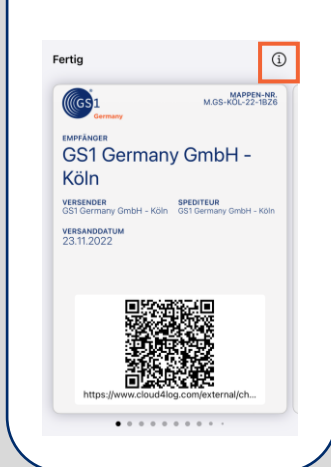 Fertig
GS1
Germany
MAPPEN-NR.
M.GS-KÖL-22-1BZ6
EMPFÄNGER
GS1 Germany GmbH -
Köln
VERSENDER
GS1 Germany GmbH - Köln
SPEDITEUR
GS1 Germany GmbH - Köln
VERSANDDATUM
23.11.2022
https://www.cloud4log.com/external/ch...